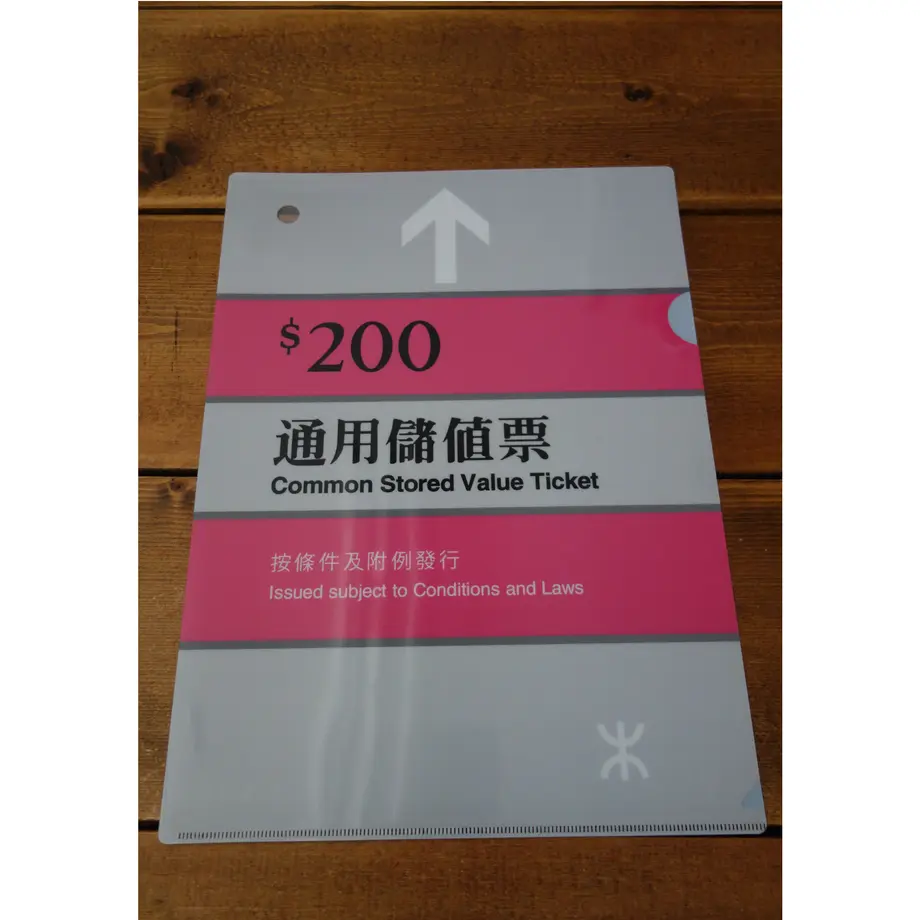 $200
通用儲值票
Common Stored Value Ticket
按條件及附例發行
Issued subject to Conditions and Laws